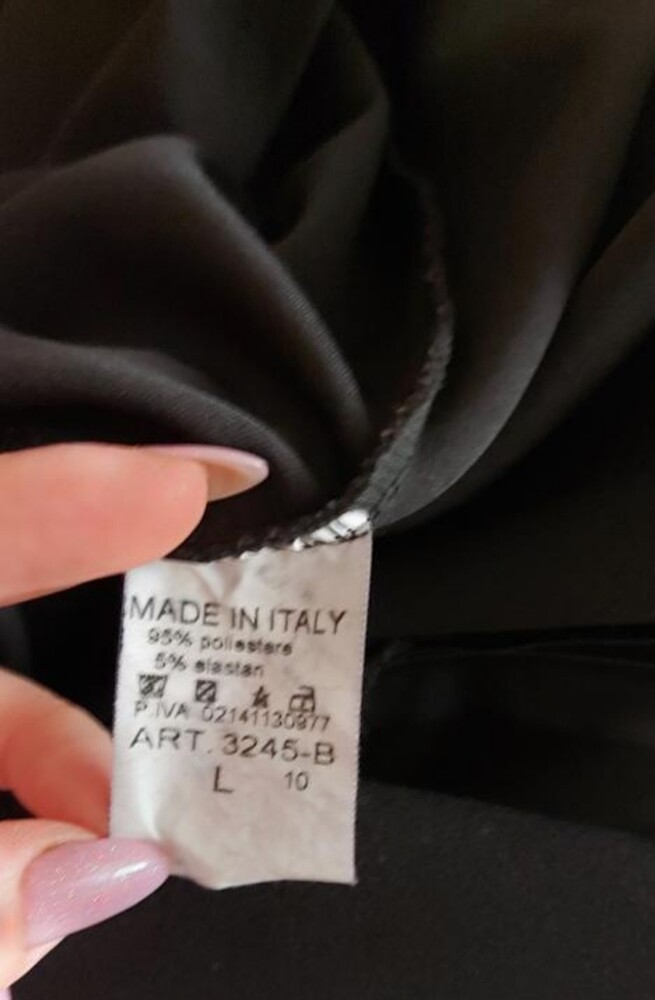 MADE IN ITALY
95% poliestere
5% elastan
P.IVA 02141130977
ART. 3245-B
L 10